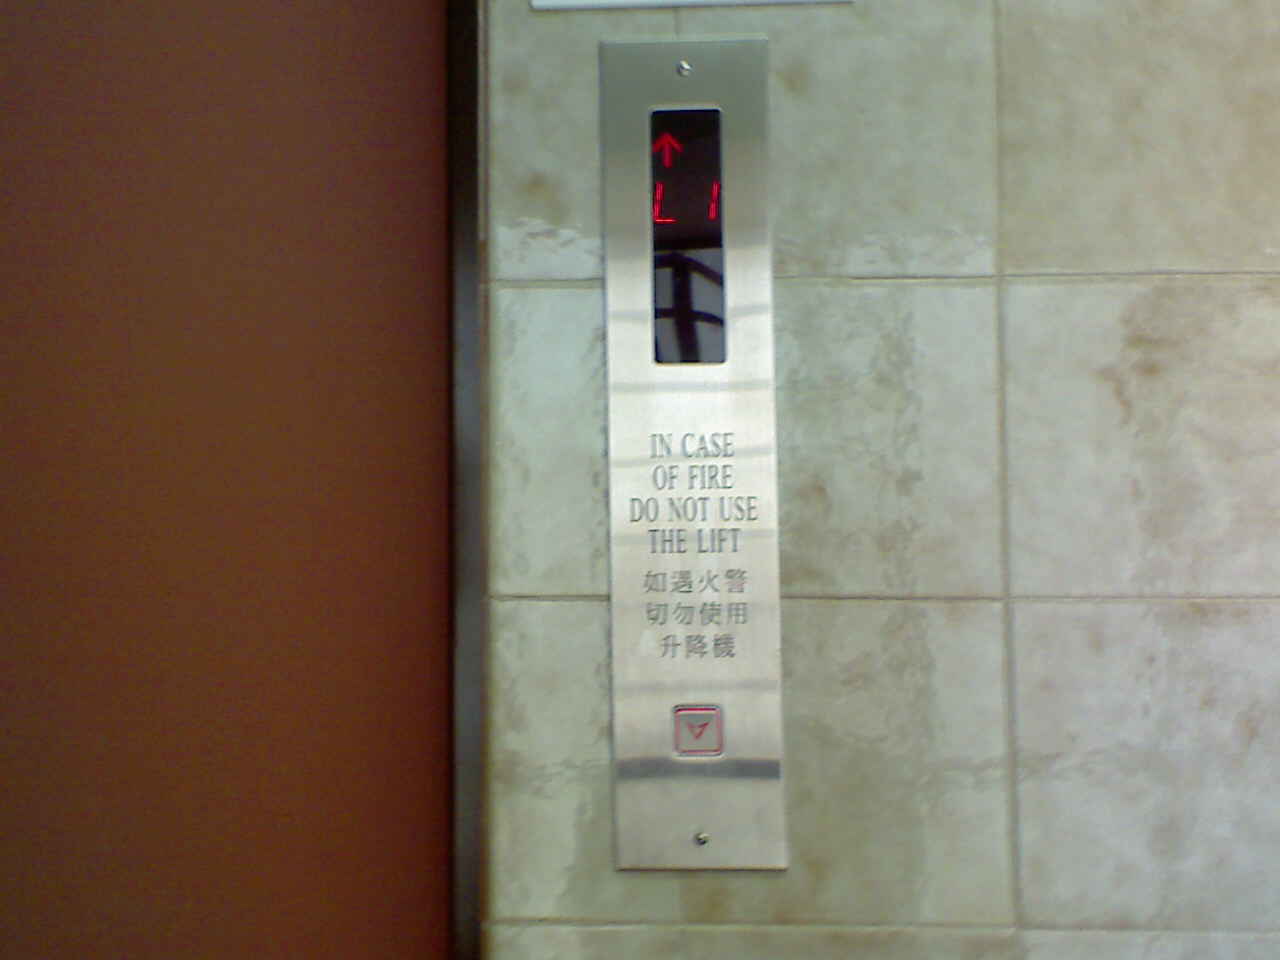 L1
IN CASE
OF FIRE
DO NOT USE
THE LIFT
如遇火警
切勿使用
升降機